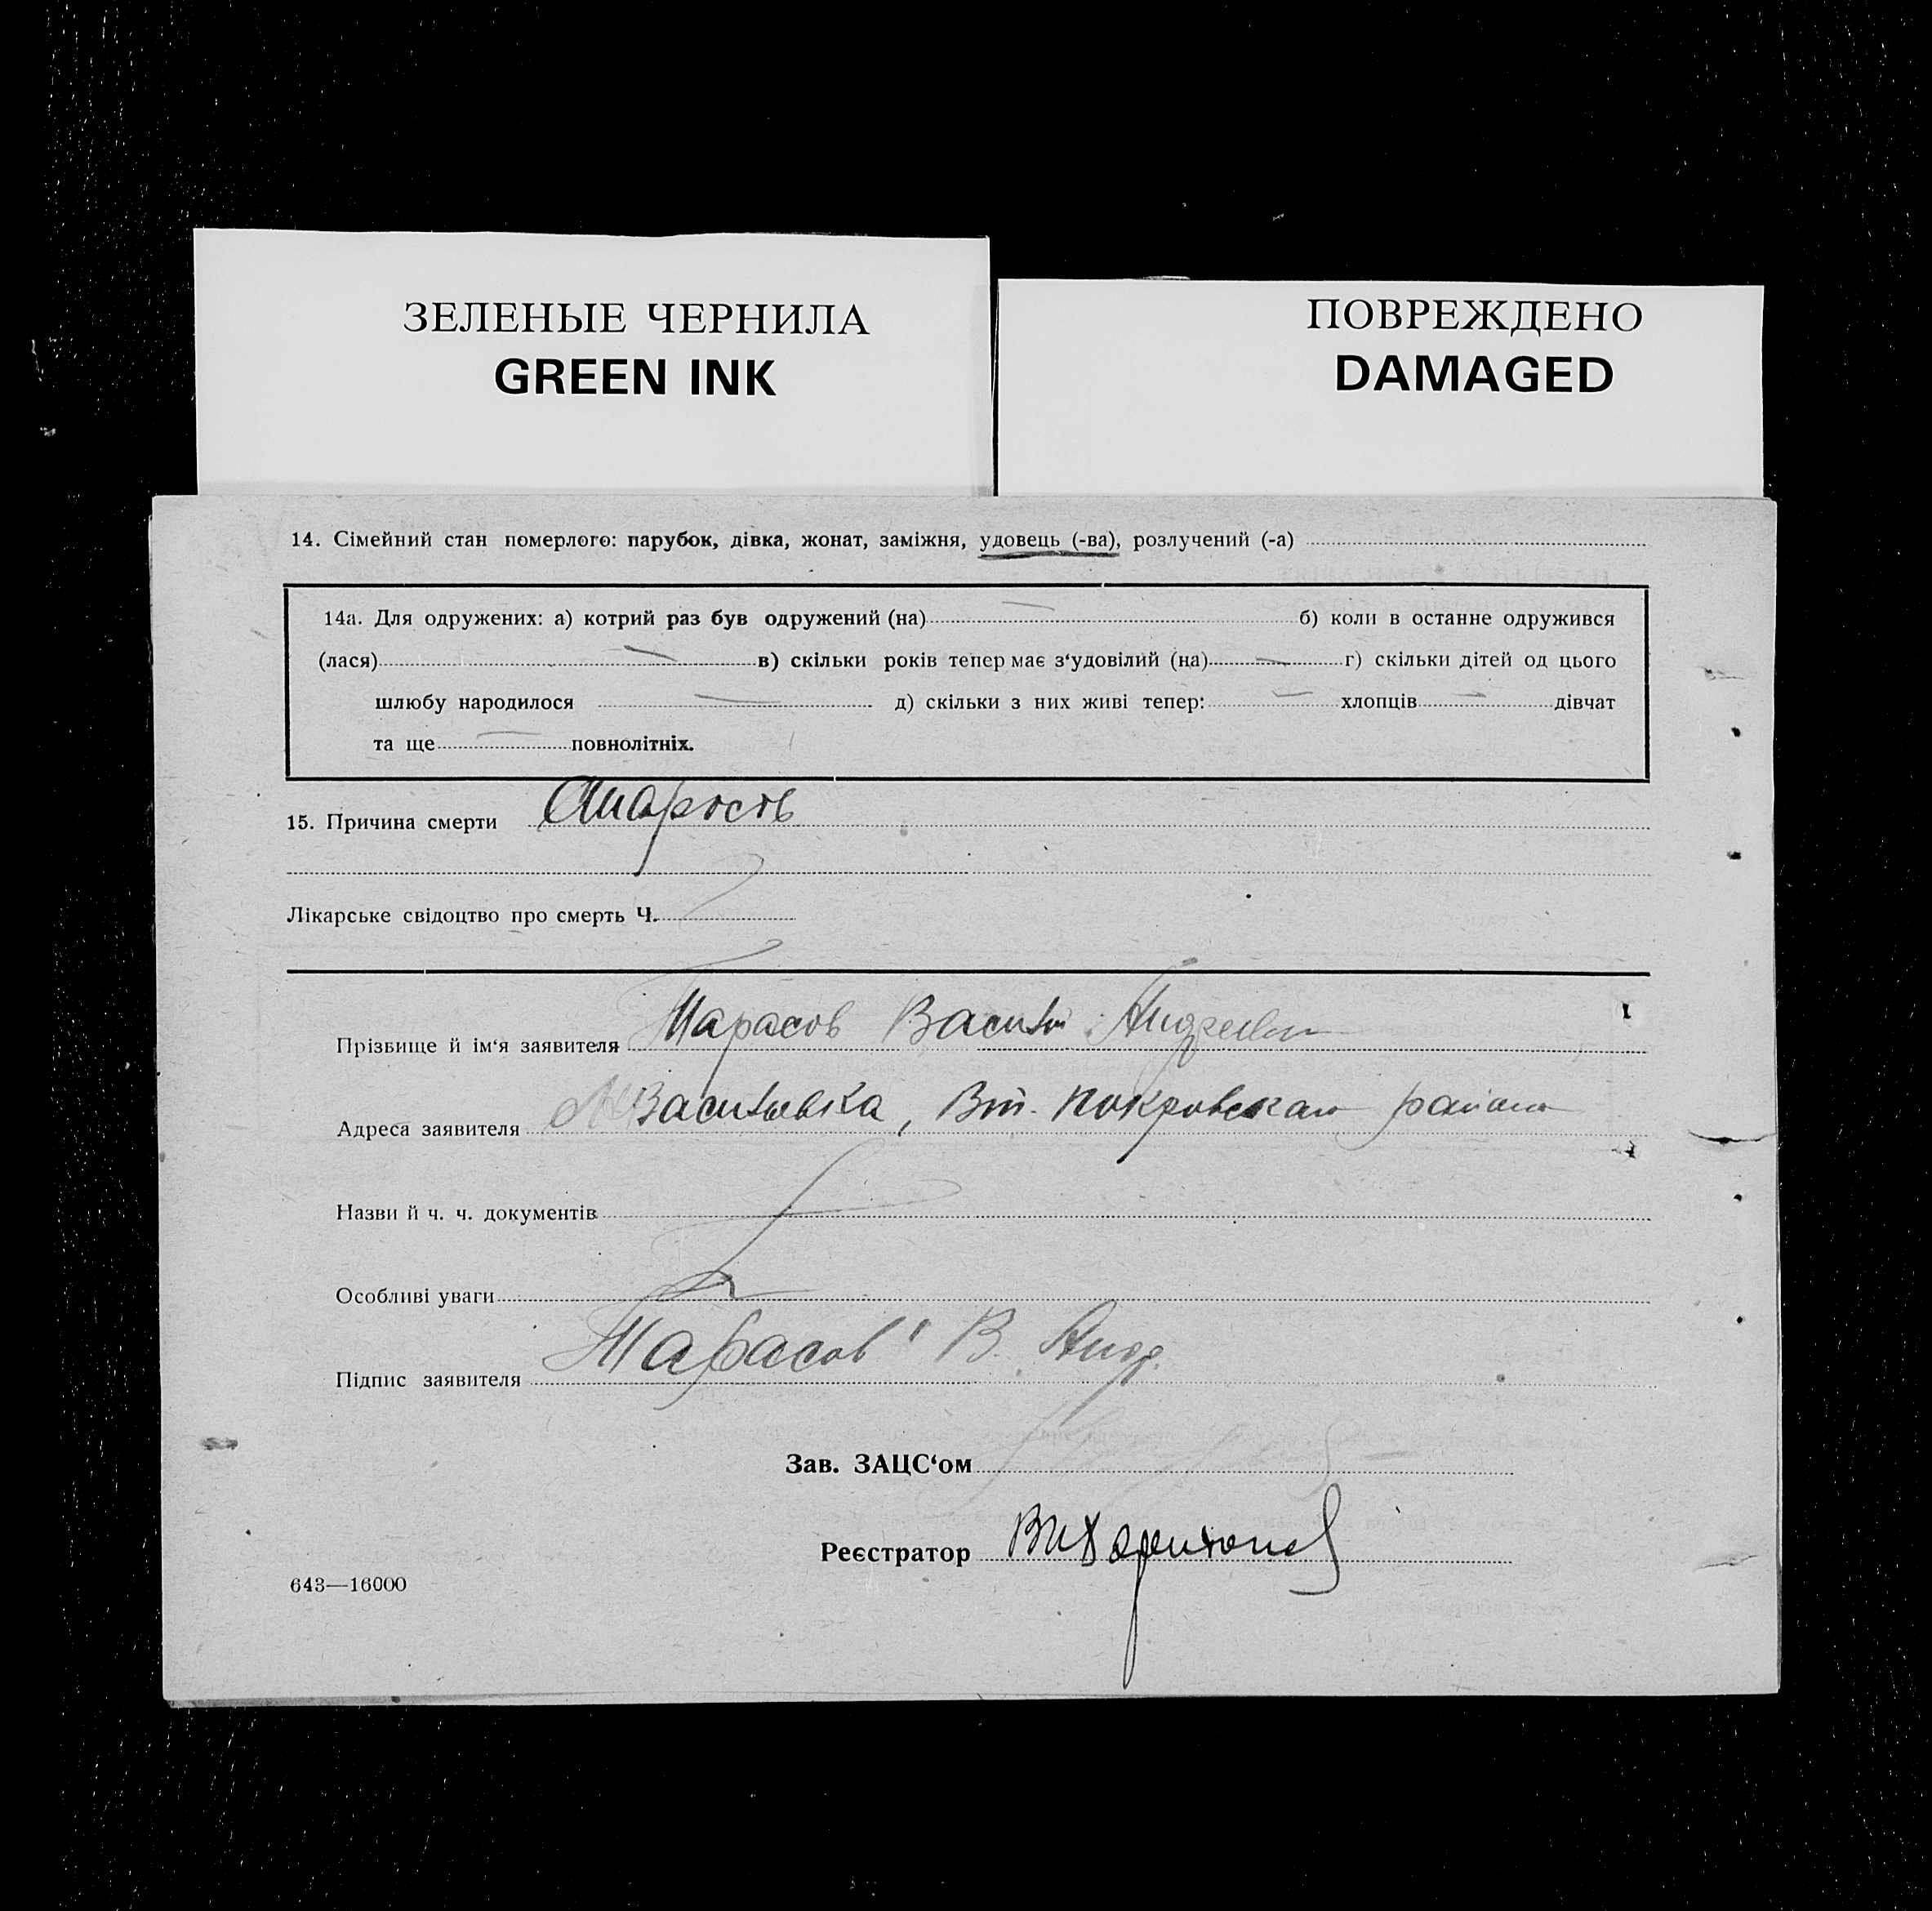 ЗЕЛЕНЫЕ ЧЕРНИЛА
GREEN INK
ПОВРЕЖДЕНО
DAMAGED
14. Сімейний стан померлого: парубок, дівка, жонат, заміжня, удовець (-ва), розлучений (-а)
14а. Для одружених: а) котрий раз був одружений (на) — б) коли в останне одружився
(лася) — в) скільки років тепер має з‘удовілий (на) — г) скільки дітей од цього
шлюбу народилося — д) скільки з них живі тепер: — хлопців — дівчат
та ще — повнолітніх.
15. Причина смерти Старость
Лікарське свідоцтво про смерть Ч.
Прізвище й ім‘я заявителя Тарасов Василий Андреевич
Адреса заявителя Васильевка, Вт. Покровская района
Назви й ч. ч. документів
Особливі уваги
Підпис заявителя Тарасов В. Анд.
Зав. ЗАЦС‘ом
Реєстратор
643—16000